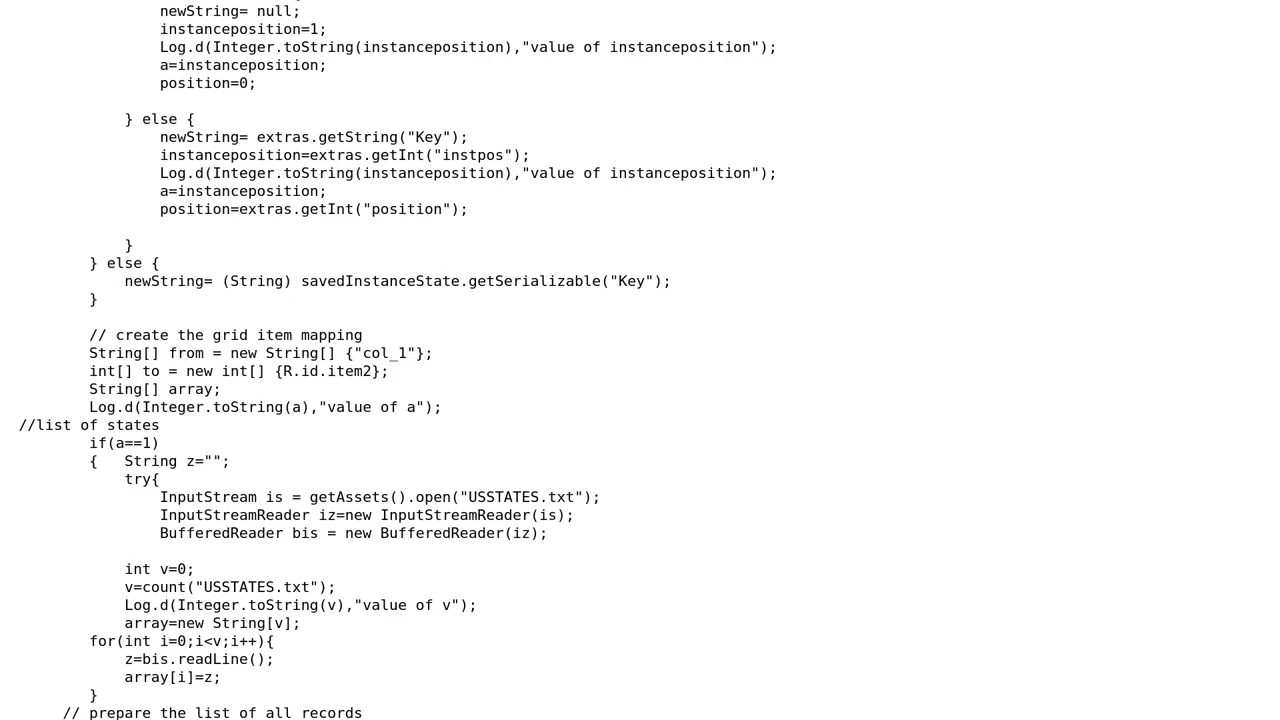 newString= null;
instanceposition=1;
Log.d(Integer.toString(instanceposition),"value of instanceposition");
a=instanceposition;
position=0;
} else {
newString= extras.getString("Key");
instanceposition=extras.getInt("instpos");
Log.d(Integer.toString(instanceposition),"value of instanceposition");
a=instanceposition;
position=extras.getInt("position");
}
} else {
newString= (String) savedInstanceState.getSerializable("Key");
}
// create the grid item mapping
String[] from = new String[] {"col_1"};
int[] to = new int[] {R.id.item2};
String[] array;
Log.d(Integer.toString(a),"value of a");
//list of states
if(a==1)
{   String z="";
try{
InputStream is = getAssets().open("USSTATES.txt");
InputStreamReader iz=new InputStreamReader(is);
BufferedReader bis = new BufferedReader(iz);
int v=0;
v=count("USSTATES.txt");
Log.d(Integer.toString(v),"value of v");
array=new String[v];
for(int i=0;i<v;i++){
z=bis.readLine();
array[i]=z;
}
// prepare the list of all records